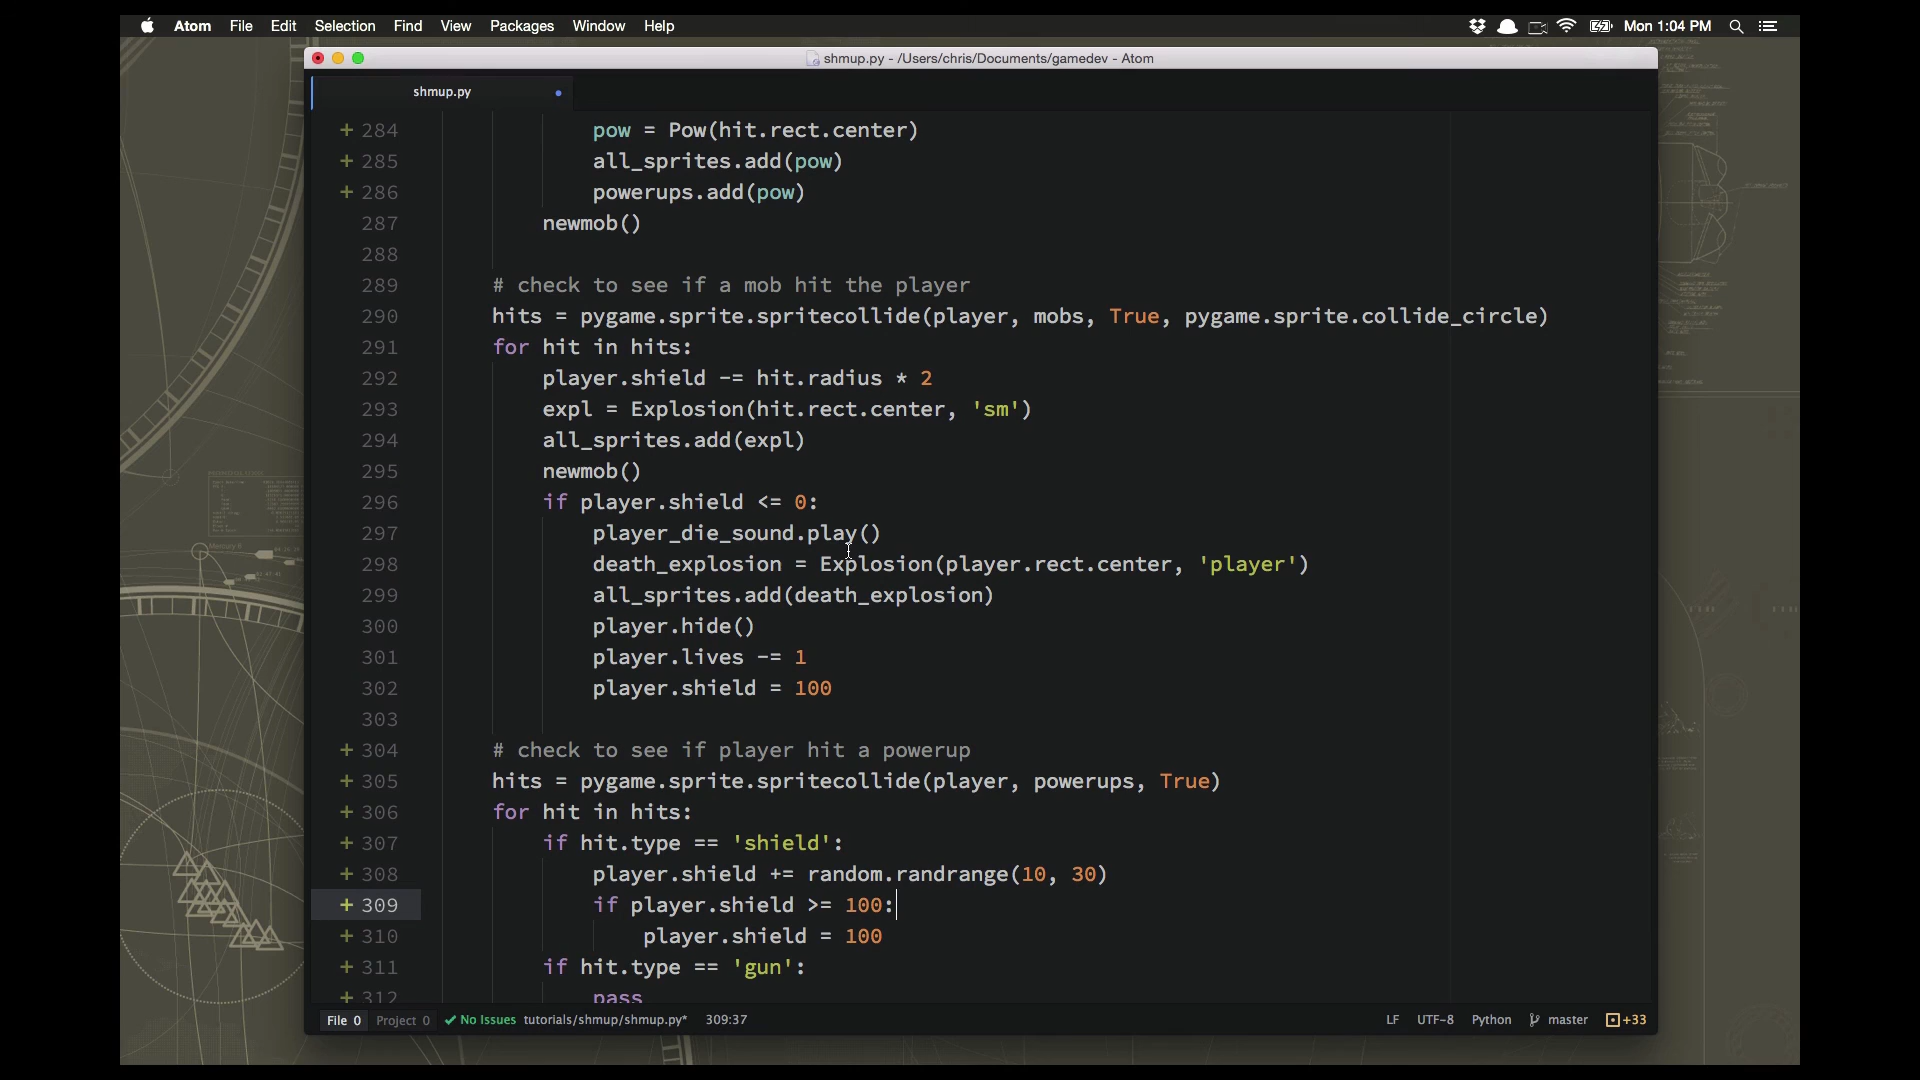 Atom File Edit Selection Find View Packages Window Help Mon 1:04 PM
shmup.py - /Users/chris/Documents/gamedev - Atom
shmup.py
+ 284 pow = Pow(hit.rect.center)
+ 285 all_sprites.add(pow)
+ 286 powerups.add(pow)
287 newmob()
288
289 # check to see if a mob hit the player
290 hits = pygame.sprite.spritecollide(player, mobs, True, pygame.sprite.collide_circle)
291 for hit in hits:
292 player.shield -= hit.radius * 2
293 expl = Explosion(hit.rect.center, 'sm')
294 all_sprites.add(expl)
295 newmob()
296 if player.shield <= 0:
297 player_die_sound.play()
298 death_explosion = Explosion(player.rect.center, 'player')
299 all_sprites.add(death_explosion)
300 player.hide()
301 player.lives -= 1
302 player.shield = 100
303
+ 304 # check to see if player hit a powerup
+ 305 hits = pygame.sprite.spritecollide(player, powerups, True)
+ 306 for hit in hits:
+ 307 if hit.type == 'shield':
+ 308 player.shield += random.randrange(10, 30)
+ 309 if player.shield >= 100:
+ 310 player.shield = 100
+ 311 if hit.type == 'gun':
+ 312 pass
File 0 Project 0 No Issues tutorials/shmup/shmup.py* 309:37 LF UTF-8 Python master +33